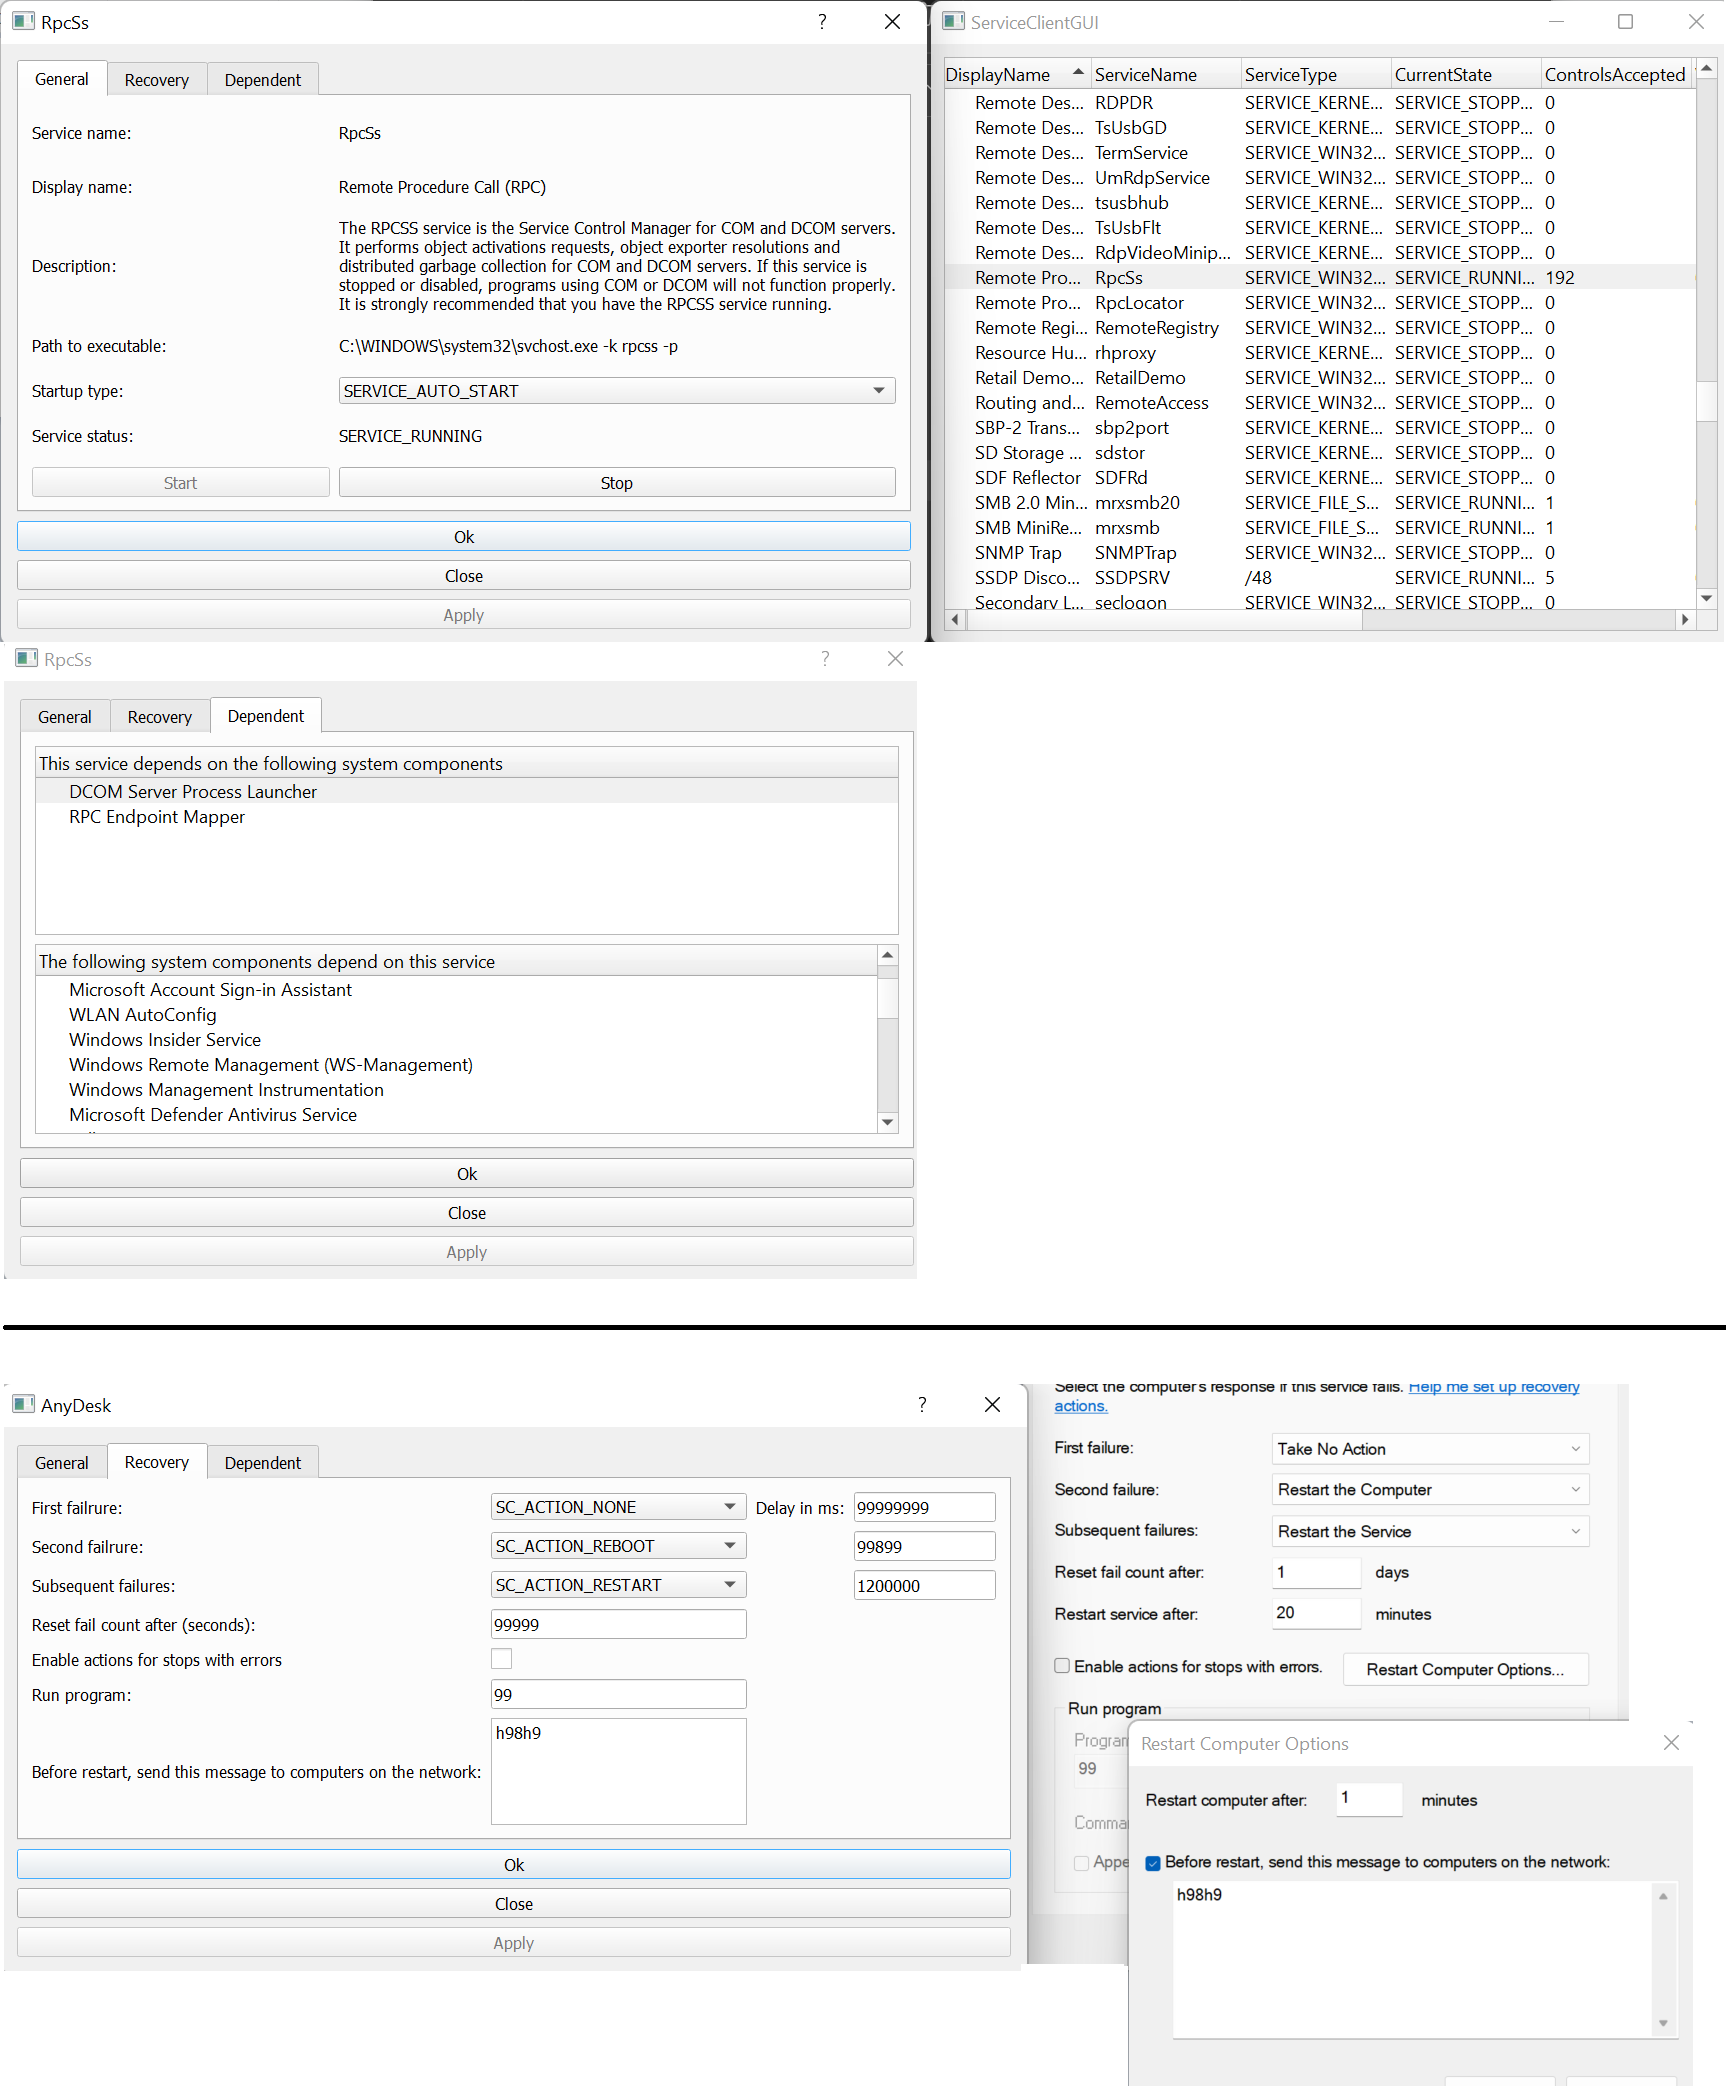 RpcSs
General Recovery Dependent
Service name: RpcSs
Display name: Remote Procedure Call (RPC)
The RPCSS service is the Service Control Manager for COM and DCOM servers.
It performs object activations requests, object exporter resolutions and
Description: distributed garbage collection for COM and DCOM servers. If this service is
stopped or disabled, programs using COM or DCOM will not function properly.
It is strongly recommended that you have the RPCSS service running.
Path to executable: C:\WINDOWS\system32\svchost.exe -k rpcss -p
Startup type: SERVICE_AUTO_START
Service status: SERVICE_RUNNING
Start Stop
Ok
Close
Apply
ServiceClientGUI
DisplayName ServiceName ServiceType CurrentState ControlsAccepted
Remote Des... RDPDR SERVICE_KERNE... SERVICE_STOPP... 0
Remote Des... TsUsbGD SERVICE_KERNE... SERVICE_STOPP... 0
Remote Des... TermService SERVICE_WIN32... SERVICE_STOPP... 0
Remote Des... UmRdpService SERVICE_WIN32... SERVICE_STOPP... 0
Remote Des... tsusbhub SERVICE_KERNE... SERVICE_STOPP... 0
Remote Des... TsUsbFlt SERVICE_KERNE... SERVICE_STOPP... 0
Remote Des... RdpVideoMinip... SERVICE_KERNE... SERVICE_STOPP... 0
Remote Pro... RpcSs SERVICE_WIN32... SERVICE_RUNNI... 192
Remote Pro... RpcLocator SERVICE_WIN32... SERVICE_STOPP... 0
Remote Regi... RemoteRegistry SERVICE_WIN32... SERVICE_STOPP... 0
Resource Hu... rhproxy SERVICE_KERNE... SERVICE_STOPP... 0
Retail Demo... RetailDemo SERVICE_WIN32... SERVICE_STOPP... 0
Routing and... RemoteAccess SERVICE_WIN32... SERVICE_STOPP... 0
SBP-2 Trans... sbp2port SERVICE_KERNE... SERVICE_STOPP... 0
SD Storage ... sdstor SERVICE_KERNE... SERVICE_STOPP... 0
SDF Reflector SDFRd SERVICE_KERNE... SERVICE_STOPP... 0
SMB 2.0 Min... mrxsmb20 SERVICE_FILE_S... SERVICE_RUNNI... 1
SMB MiniRe... mrxsmb SERVICE_FILE_S... SERVICE_RUNNI... 1
SNMP Trap SNMPTrap SERVICE_WIN32... SERVICE_STOPP... 0
SSDP Disco... SSDPSRV /48 SERVICE_RUNNI... 5
Secondary L... seclogon SERVICE_WIN32... SERVICE_STOPP... 0
RpcSs
General Recovery Dependent
This service depends on the following system components
DCOM Server Process Launcher
RPC Endpoint Mapper
The following system components depend on this service
Microsoft Account Sign-in Assistant
WLAN AutoConfig
Windows Insider Service
Windows Remote Management (WS-Management)
Windows Management Instrumentation
Microsoft Defender Antivirus Service
Ok
Close
Apply
AnyDesk
General Recovery Dependent
First failrure: SC_ACTION_NONE Delay in ms: 99999999
Second failrure: SC_ACTION_REBOOT 99899
Subsequent failures: SC_ACTION_RESTART 1200000
Reset fail count after (seconds): 99999
Enable actions for stops with errors
Run program: 99
h98h9
Before restart, send this message to computers on the network:
Ok
Close
Apply
Select the computer's response if this service fails. Help me set up recovery
actions.
First failure: Take No Action
Second failure: Restart the Computer
Subsequent failures: Restart the Service
Reset fail count after: 1 days
Restart service after: 20 minutes
Enable actions for stops with errors. Restart Computer Options...
Run program
Program
99
Comma
Appe
Restart Computer Options
Restart computer after: 1 minutes
Before restart, send this message to computers on the network:
h98h9